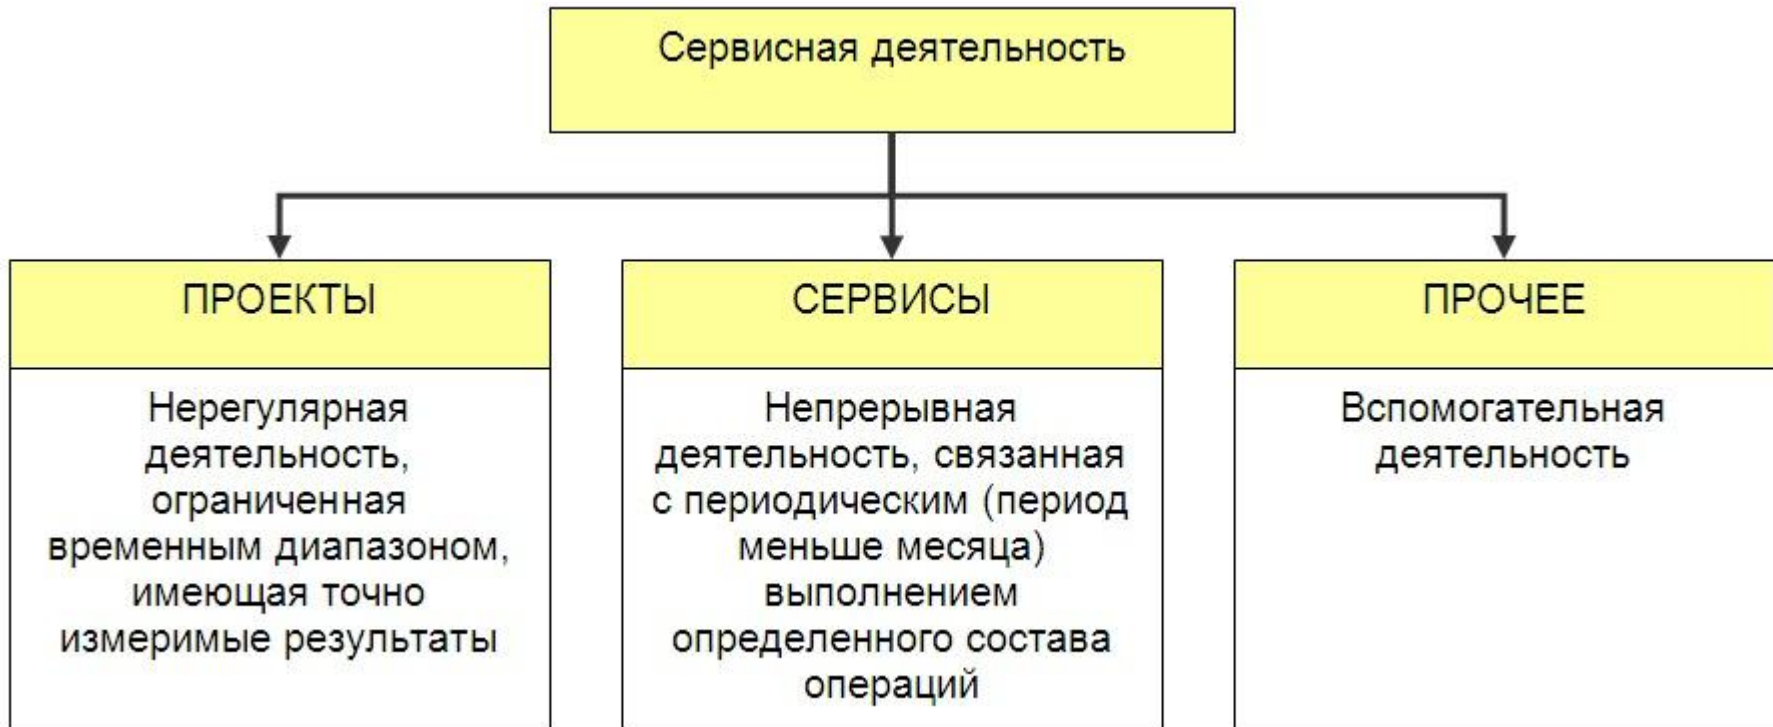 Сервисная деятельность
ПРОЕКТЫ
Нерегулярная
деятельность,
ограниченная
временным диапазоном,
имеющая точно
измеримые результаты
СЕРВИСЫ
Непрерывная
деятельность, связанная
с периодическим (период
меньше месяца)
выполнением
определенного состава
операций
ПРОЧЕЕ
Вспомогательная
деятельность